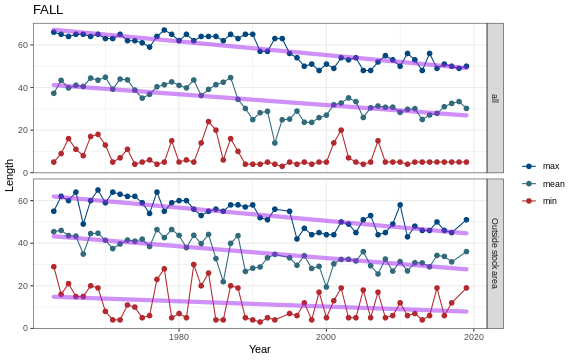 FALL
Length
60
40
20
0
all
60
40
20
0
Outside stock area
1980
2000
2020
Year
max
mean
min